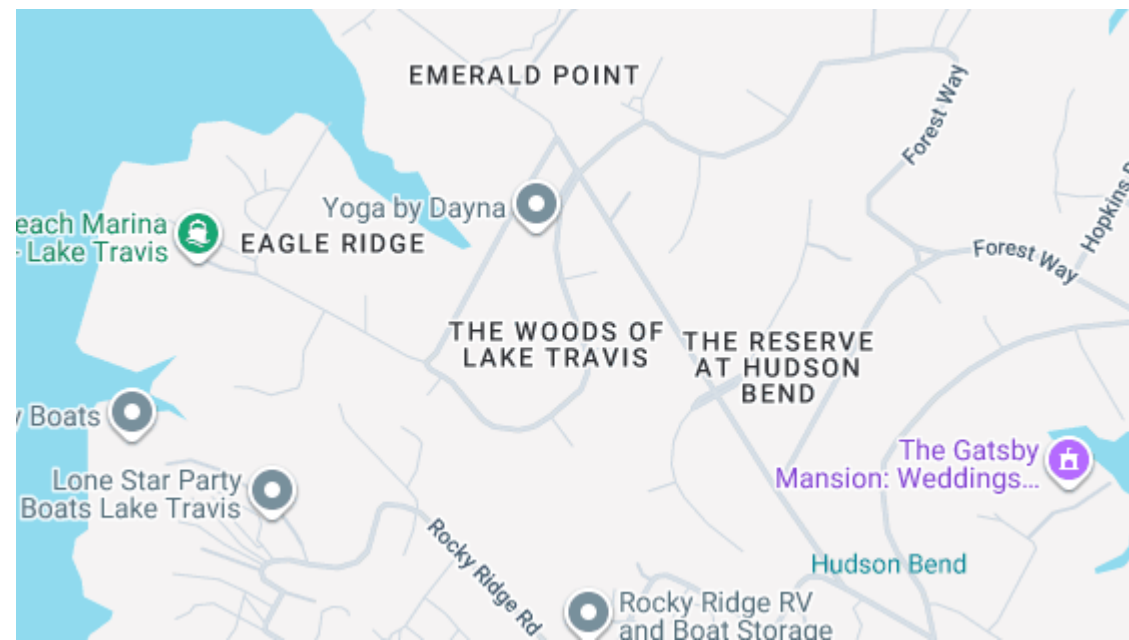 EMERALD POINT
Forest Way
Hopkins
Yoga by Dayna
each Marina
Lake Travis
EAGLE RIDGE
Forest Way
THE WOODS OF
LAKE TRAVIS
THE RESERVE
AT HUDSON
BEND
y Boats
The Gatsby
Mansion: Weddings...
Lone Star Party
Boats Lake Travis
Rocky Ridge Rd
Hudson Bend
Rocky Ridge RV
and Boat Storage